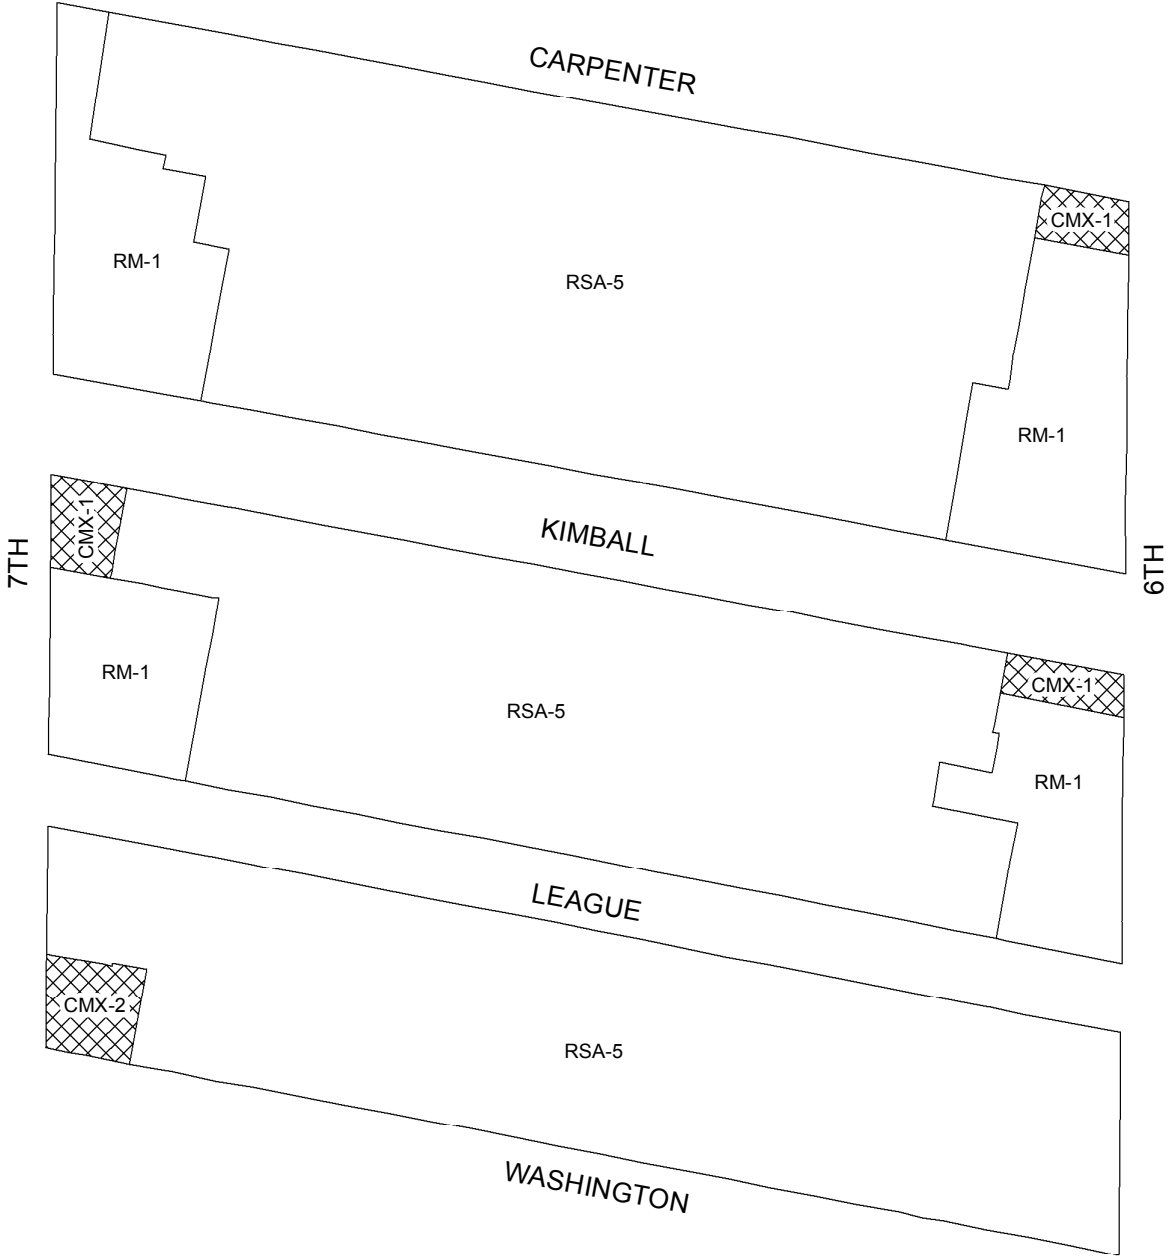 CARPENTER
CMX-1
RM-1
RSA-5
RM-1
CMX-1
KIMBALL
7TH
6TH
RM-1
CMX-1
RSA-5
RM-1
LEAGUE
CMX-2
RSA-5
WASHINGTON